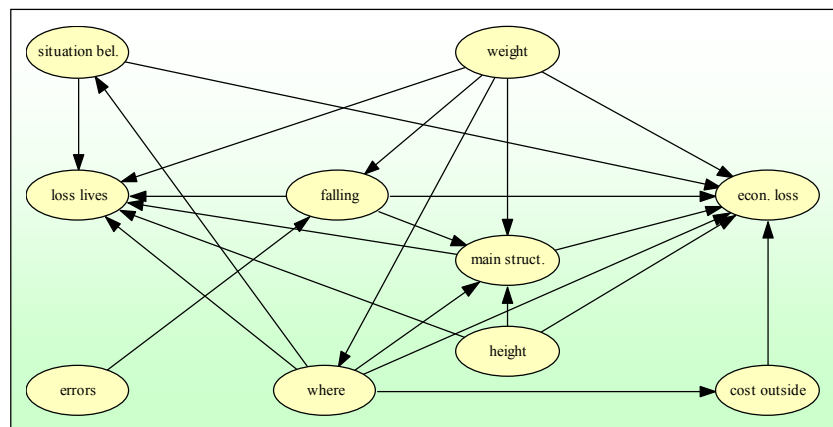 situation bel.
weight
loss lives
falling
econ. loss
main struct.
height
errors
where
cost outside